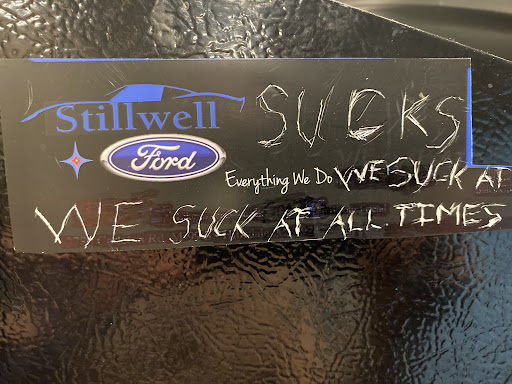 Stillwell SUCKS
Ford
Everything We Do WE SUCK AT
WE SUCK AT ALL TIMES